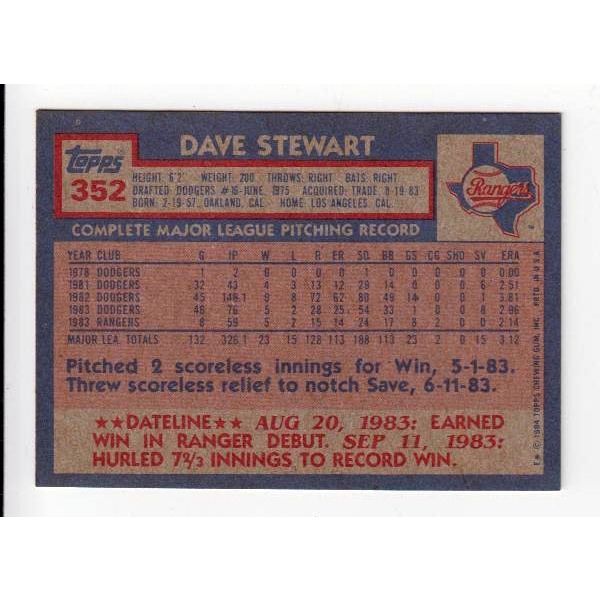 DAVE STEWART
Topps
352
HEIGHT: 6'2" WEIGHT: 200 THROWS: RIGHT BATS: RIGHT
DRAFTED: DODGERS #16-JUNE, 1975 ACQUIRED: TRADE 8-19-83
BORN: 2-19-57, OAKLAND, CAL. HOME: LOS ANGELES, CAL.
Rangers
COMPLETE MAJOR LEAGUE PITCHING RECORD
YEAR CLUB G IP W L R ER SO BB GS CG SHO SV ERA
1978 DODGERS 1 2 0 0 0 0 1 0 0 0 0 0 0.00
1981 DODGERS 32 43 4 3 13 12 29 14 0 0 0 6 2.51
1982 DODGERS 45 146.1 9 8 72 62 80 49 14 0 0 1 3.81
1983 DODGERS 46 76 5 2 28 25 54 33 1 0 0 8 2.96
1983 RANGERS 8 59 5 2 15 14 24 17 8 2 0 0 2.14
MAJOR LEA. TOTALS 132 326.1 23 15 128 113 188 113 23 2 0 15 3.12
Pitched 2 scoreless innings for Win, 5-1-83.
Threw scoreless relief to notch Save, 6-11-83.
★★DATELINE★★ AUG 20, 1983: EARNED
WIN IN RANGER DEBUT. SEP 11, 1983:
HURLED 7 2/3 INNINGS TO RECORD WIN.
E★ © 1984 TOPPS CHEWING GUM, INC. PRTD. IN U.S.A.